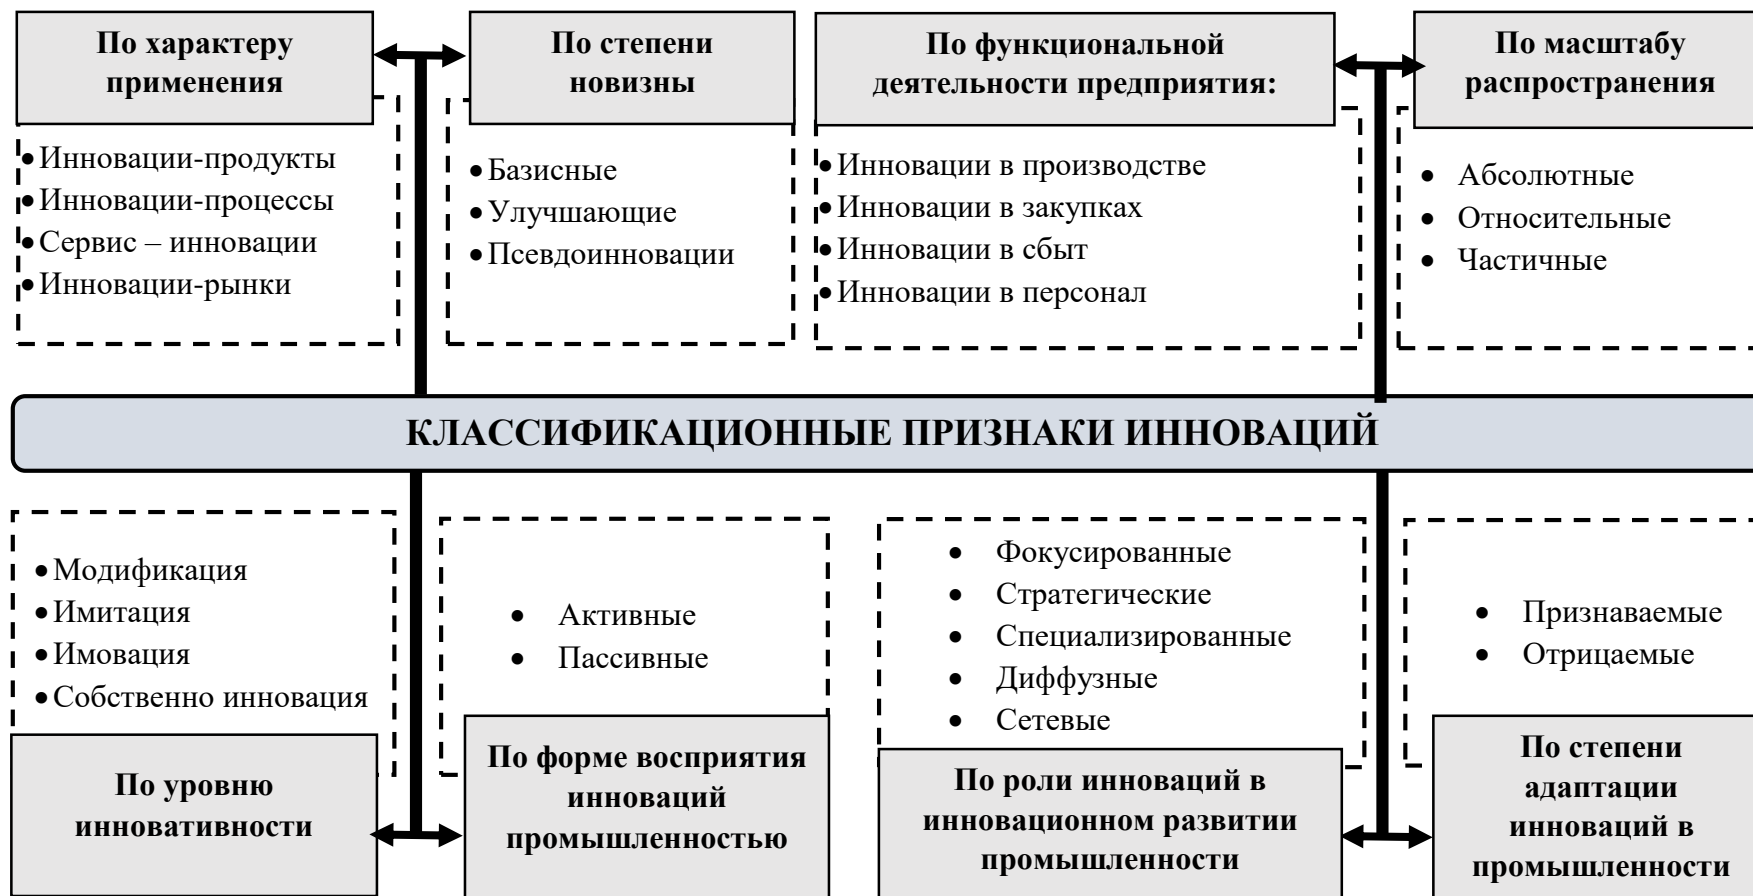 По характеру
применения
• Инновации-продукты
• Инновации-процессы
• Сервис – инновации
• Инновации-рынки
По степени
новизны
• Базисные
• Улучшающие
• Псевдоинновации
По функциональной
деятельности предприятия:
• Инновации в производстве
• Инновации в закупках
• Инновации в сбыт
• Инновации в персонал
По масштабу
распространения
• Абсолютные
• Относительные
• Частичные
КЛАССИФИКАЦИОННЫЕ ПРИЗНАКИ ИННОВАЦИЙ
• Модификация
• Имитация
• Имовация
• Собственно инновация
По уровню
инновативности
• Активные
• Пассивные
По форме восприятия
инноваций
промышленностью
• Фокусированные
• Стратегические
• Специализированные
• Диффузные
• Сетевые
По роли инноваций в
инновационном развитии
промышленности
• Признаваемые
• Отрицаемые
По степени
адаптации
инноваций в
промышленности